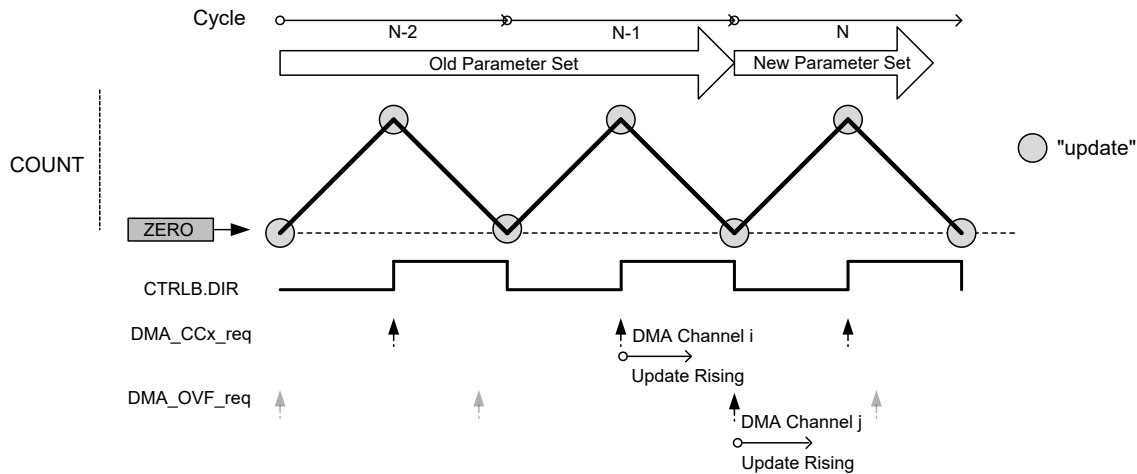 Cycle
N-2
N-1
N
Old Parameter Set
New Parameter Set
COUNT
"update"
ZERO
CTRLB.DIR
DMA_CCx_req
DMA Channel i
Update Rising
DMA_OVF_req
DMA Channel j
Update Rising